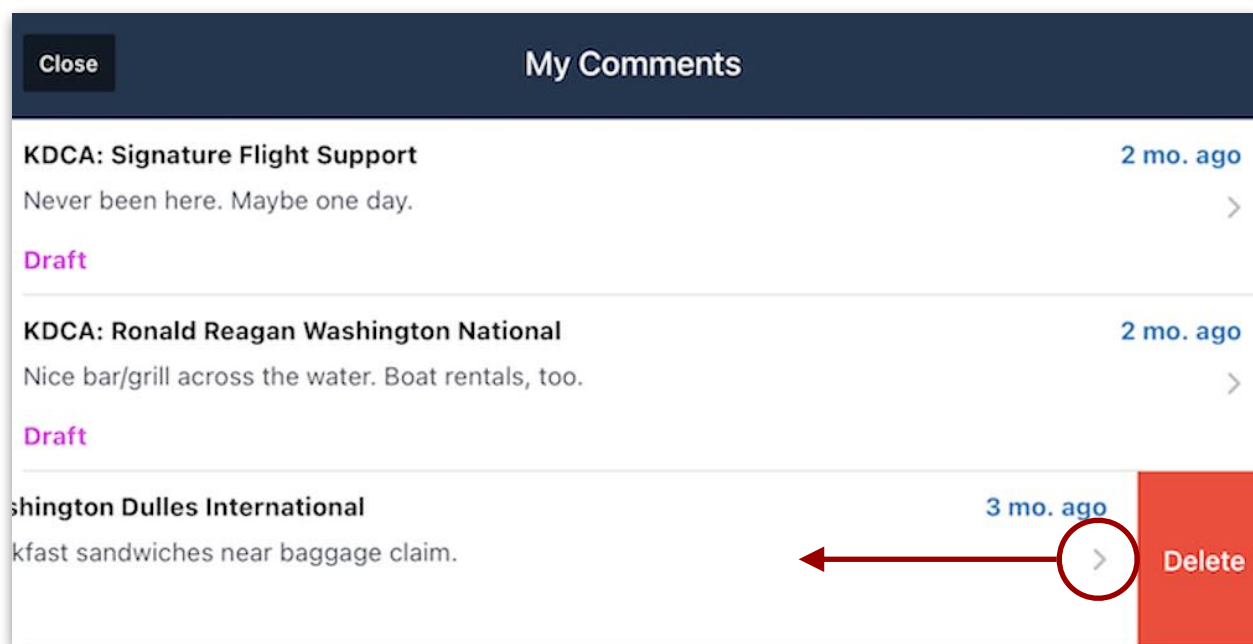 Close
My Comments
KDCA: Signature Flight Support
2 mo. ago
Never been here. Maybe one day.
Draft
KDCA: Ronald Reagan Washington National
2 mo. ago
Nice bar/grill across the water. Boat rentals, too.
Draft
shington Dulles International
3 mo. ago
kfast sandwiches near baggage claim.
Delete